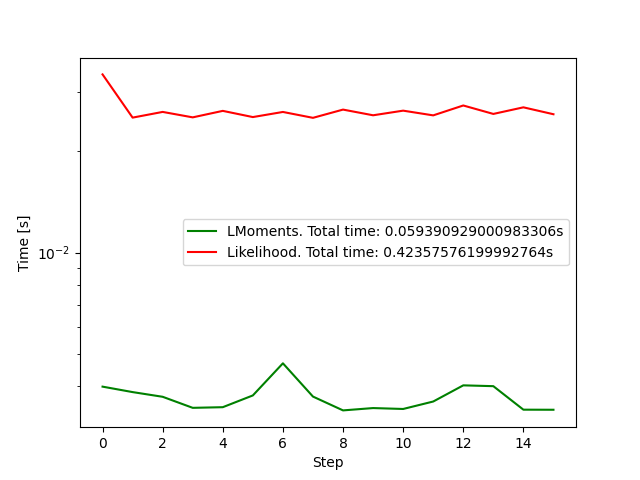 Time [s]
10⁻²
LMoments. Total time: 0.059390929000983306s
Likelihood. Total time: 0.42357576199992764s
0 2 4 6 8 10 12 14
Step